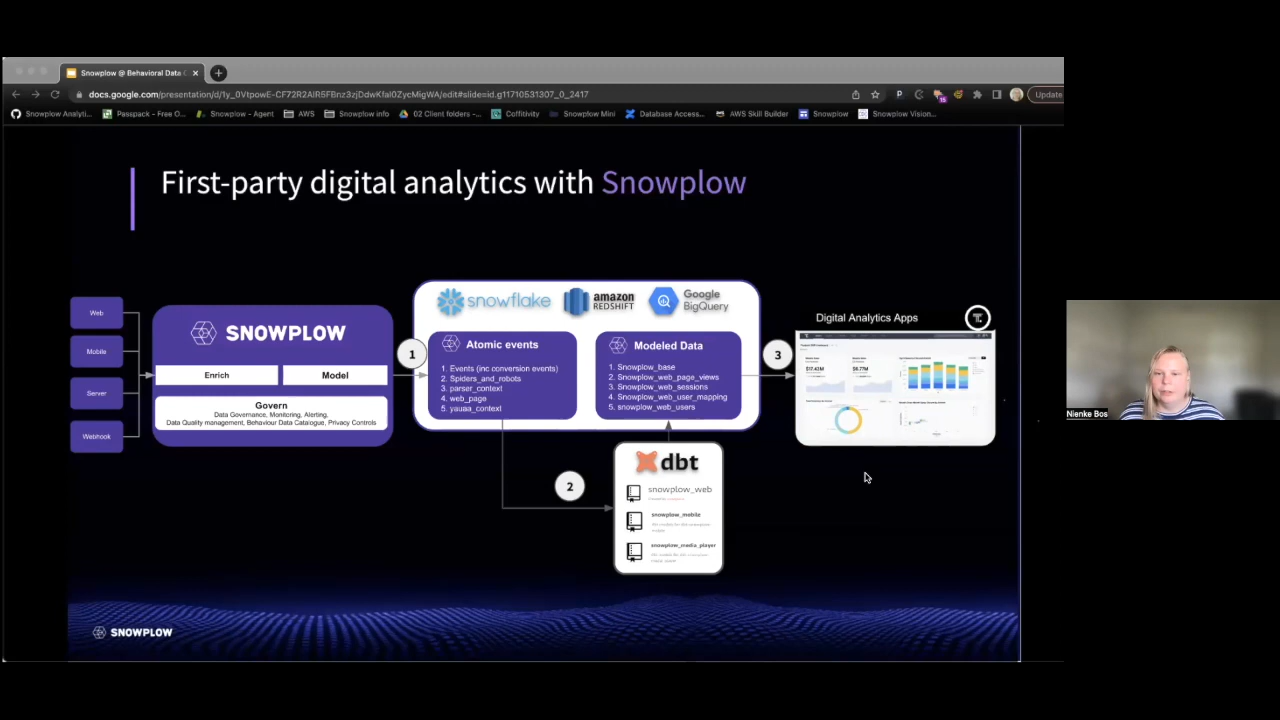 Snowplow @ Behavioral Data
docs.google.com/presentation/d/1y_0VtpowE-CF72R2AIR5FBnz3zjDdwKfal0ZycMigWA/edit#slide=id.g11710531307_0_2417
Update
Snowplow Analyti...
Passpack - Free O...
Snowplow - Agent
AWS
Snowplow info
02 Client folders -...
Coffitivity
Snowplow Mini
Database Access...
AWS Skill Builder
Snowplow
Snowplow Vision...
First-party digital analytics with Snowplow
Web
Mobile
Server
Webhook
SNOWPLOW
Enrich
Model
Govern
Data Governance, Monitoring, Alerting,
Data Quality management, Behaviour Data Catalogue, Privacy Controls
1
snowflake
amazon
REDSHIFT
Google
BigQuery
Atomic events
1. Events (inc conversion events)
2. Spiders_and_robots
3. parser_context
4. web_page
5. yauaa_context
Modeled Data
1. Snowplow_base
2. Snowplow_web_page_views
3. Snowplow_web_sessions
4. Snowplow_web_user_mapping
5. snowplow_web_users
2
dbt
snowplow_web
snowplow_mobile
snowplow_media_player
3
Digital Analytics Apps
T.
$17.43M
$6.77M
SNOWPLOW
Nienke Bos